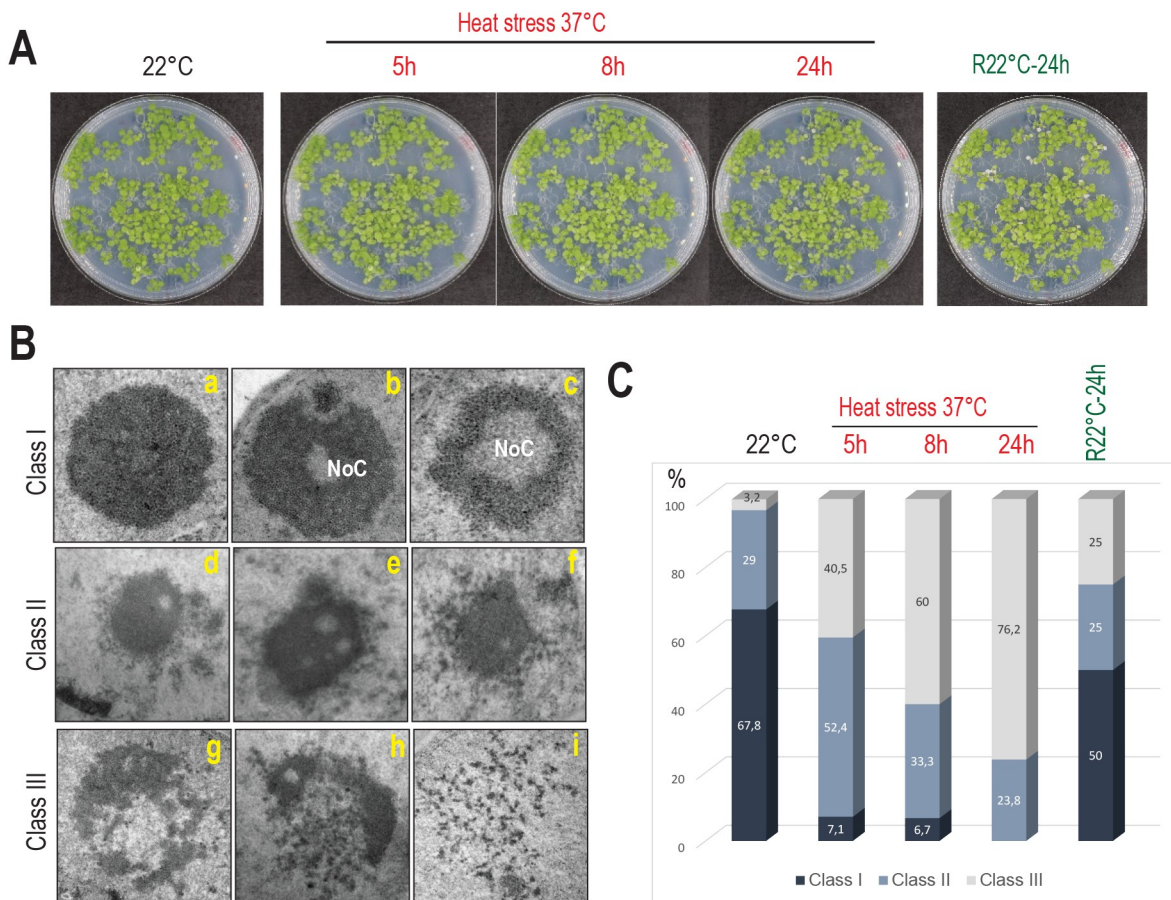 A
Heat stress 37°C
22°C
5h
8h
24h
R22°C-24h
B
Class I
a
b
NoC
c
NoC
Class II
d
e
f
Class III
g
h
i
C
Heat stress 37°C
22°C
5h
8h
24h
R22°C-24h
%
100
80
60
40
20
0
3,2
29
67,8
40,5
52,4
7,1
60
33,3
6,7
76,2
23,8
25
25
50
Class I
Class II
Class III